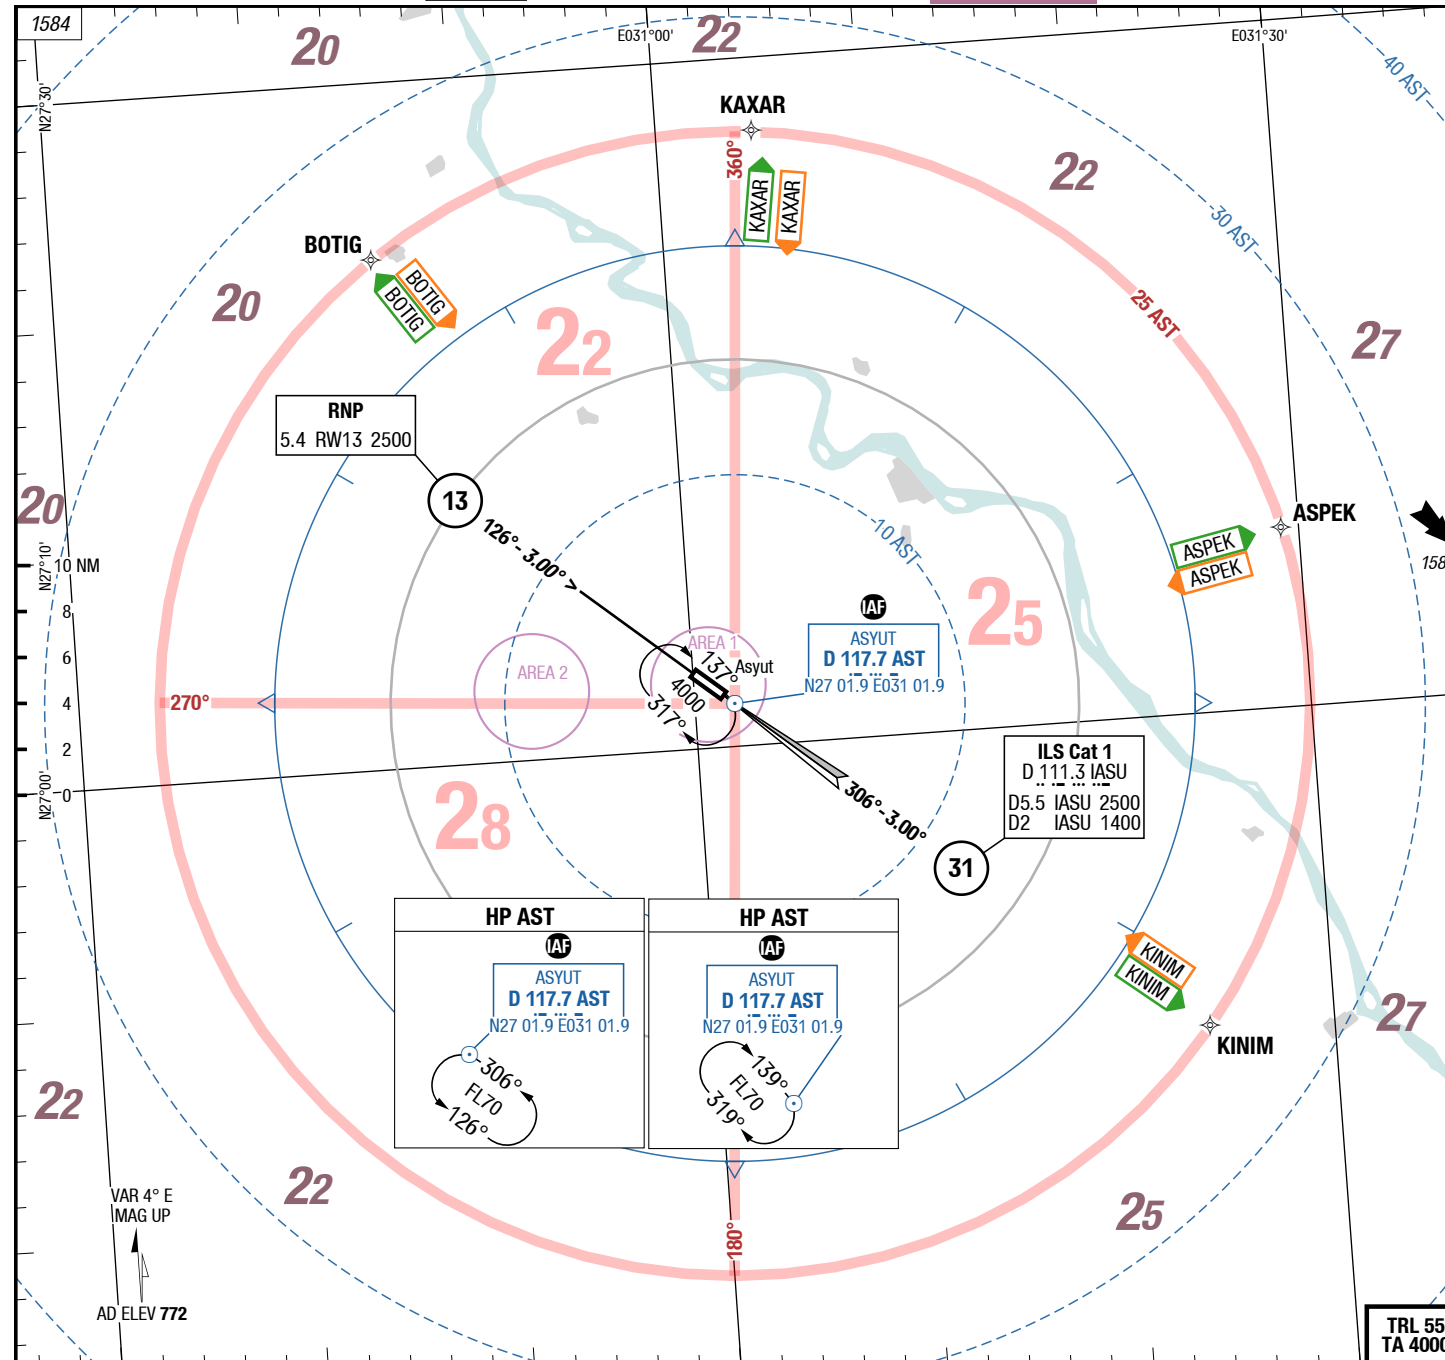 1584
20
22
E031°00'
E031°30'
40 AST
N27°30'
KAXAR
360°
KAXAR
KAXAR
22
30 AST
BOTIG
BOTIG
BOTIG
20
22
25 AST
27
RNP
5.4 RW13 2500
13
126° - 3.00° >
20
ASPEK
ASPEK
ASPEK
10 AST
N27°10'
10 NM
8
6
4
2
0
N27°00'
25
IAF
ASYUT
D 117.7 AST
N27 01.9 E031 01.9
AREA 1
AREA 2
Asyut
137°
4000
317°
270°
ILS Cat 1
D 111.3 IASU
D5.5 IASU 2500
D2 IASU 1400
306° - 3.00°
31
28
HP AST
IAF
ASYUT
D 117.7 AST
N27 01.9 E031 01.9
306°
FL70
126°
HP AST
IAF
ASYUT
D 117.7 AST
N27 01.9 E031 01.9
139°
FL70
319°
KINIM
KINIM
KINIM
27
22
22
25
180°
VAR 4° E
MAG UP
AD ELEV 772
TRL 55
TA 4000